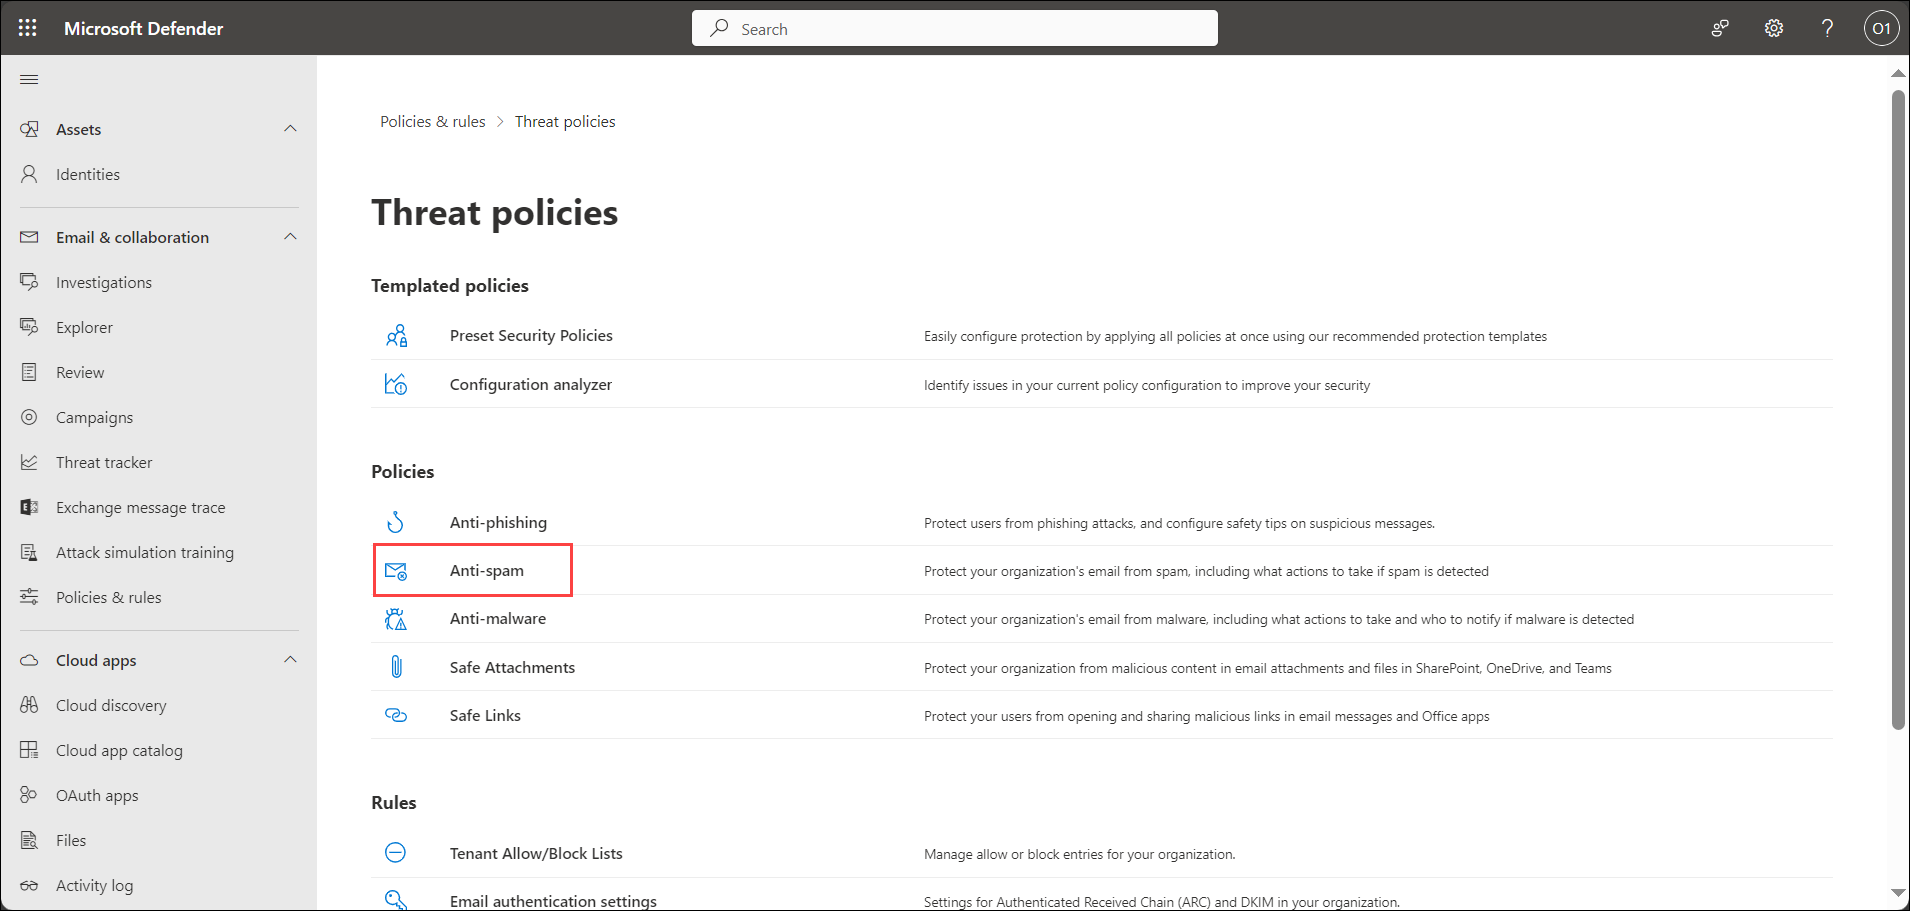 Microsoft Defender
Search
O1
Assets
Identities
Email & collaboration
Investigations
Explorer
Review
Campaigns
Threat tracker
Exchange message trace
Attack simulation training
Policies & rules
Cloud apps
Cloud discovery
Cloud app catalog
OAuth apps
Files
Activity log
Policies & rules > Threat policies
Threat policies
Templated policies
Preset Security Policies Easily configure protection by applying all policies at once using our recommended protection templates
Configuration analyzer Identify issues in your current policy configuration to improve your security
Policies
Anti-phishing Protect users from phishing attacks, and configure safety tips on suspicious messages.
Anti-spam Protect your organization's email from spam, including what actions to take if spam is detected
Anti-malware Protect your organization's email from malware, including what actions to take and who to notify if malware is detected
Safe Attachments Protect your organization from malicious content in email attachments and files in SharePoint, OneDrive, and Teams
Safe Links Protect your users from opening and sharing malicious links in email messages and Office apps
Rules
Tenant Allow/Block Lists Manage allow or block entries for your organization.
Email authentication settings Settings for Authenticated Received Chain (ARC) and DKIM in your organization.